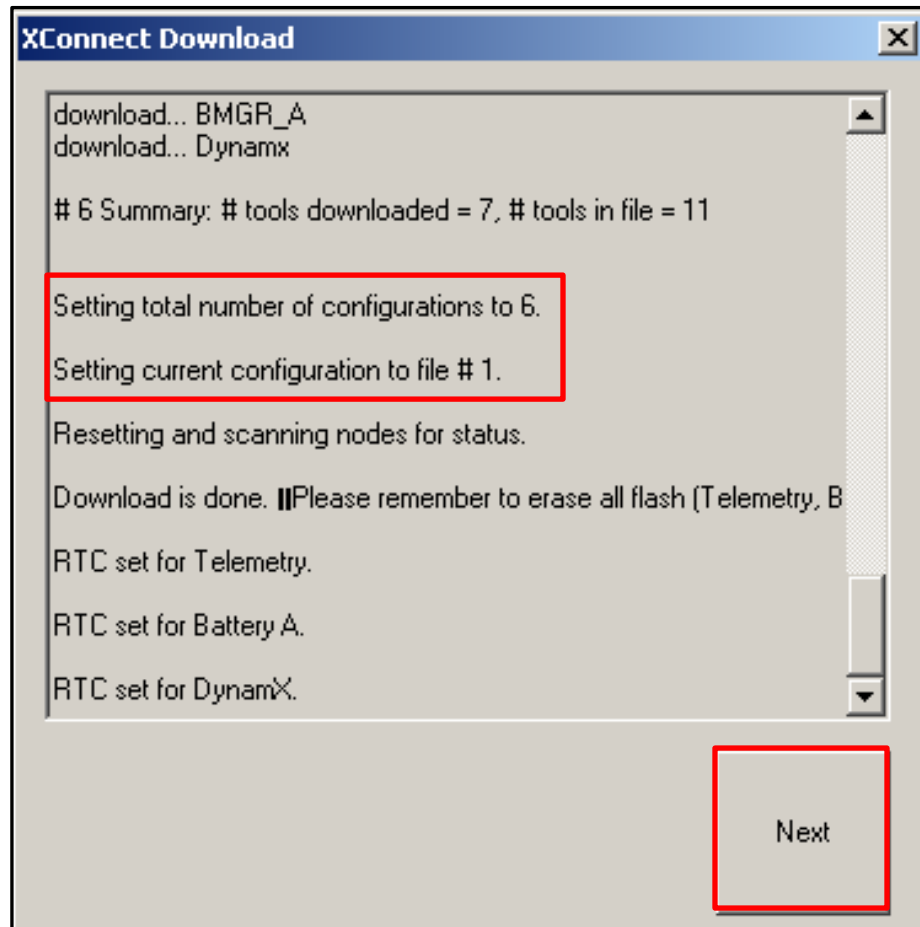 XConnect Download
download... BMGR_A
download... Dynamx
# 6 Summary: # tools downloaded = 7, # tools in file = 11
Setting total number of configurations to 6.
Setting current configuration to file # 1.
Resetting and scanning nodes for status.
Download is done. ||Please remember to erase all flash (Telemetry, B
RTC set for Telemetry.
RTC set for Battery A.
RTC set for DynamX.
Next